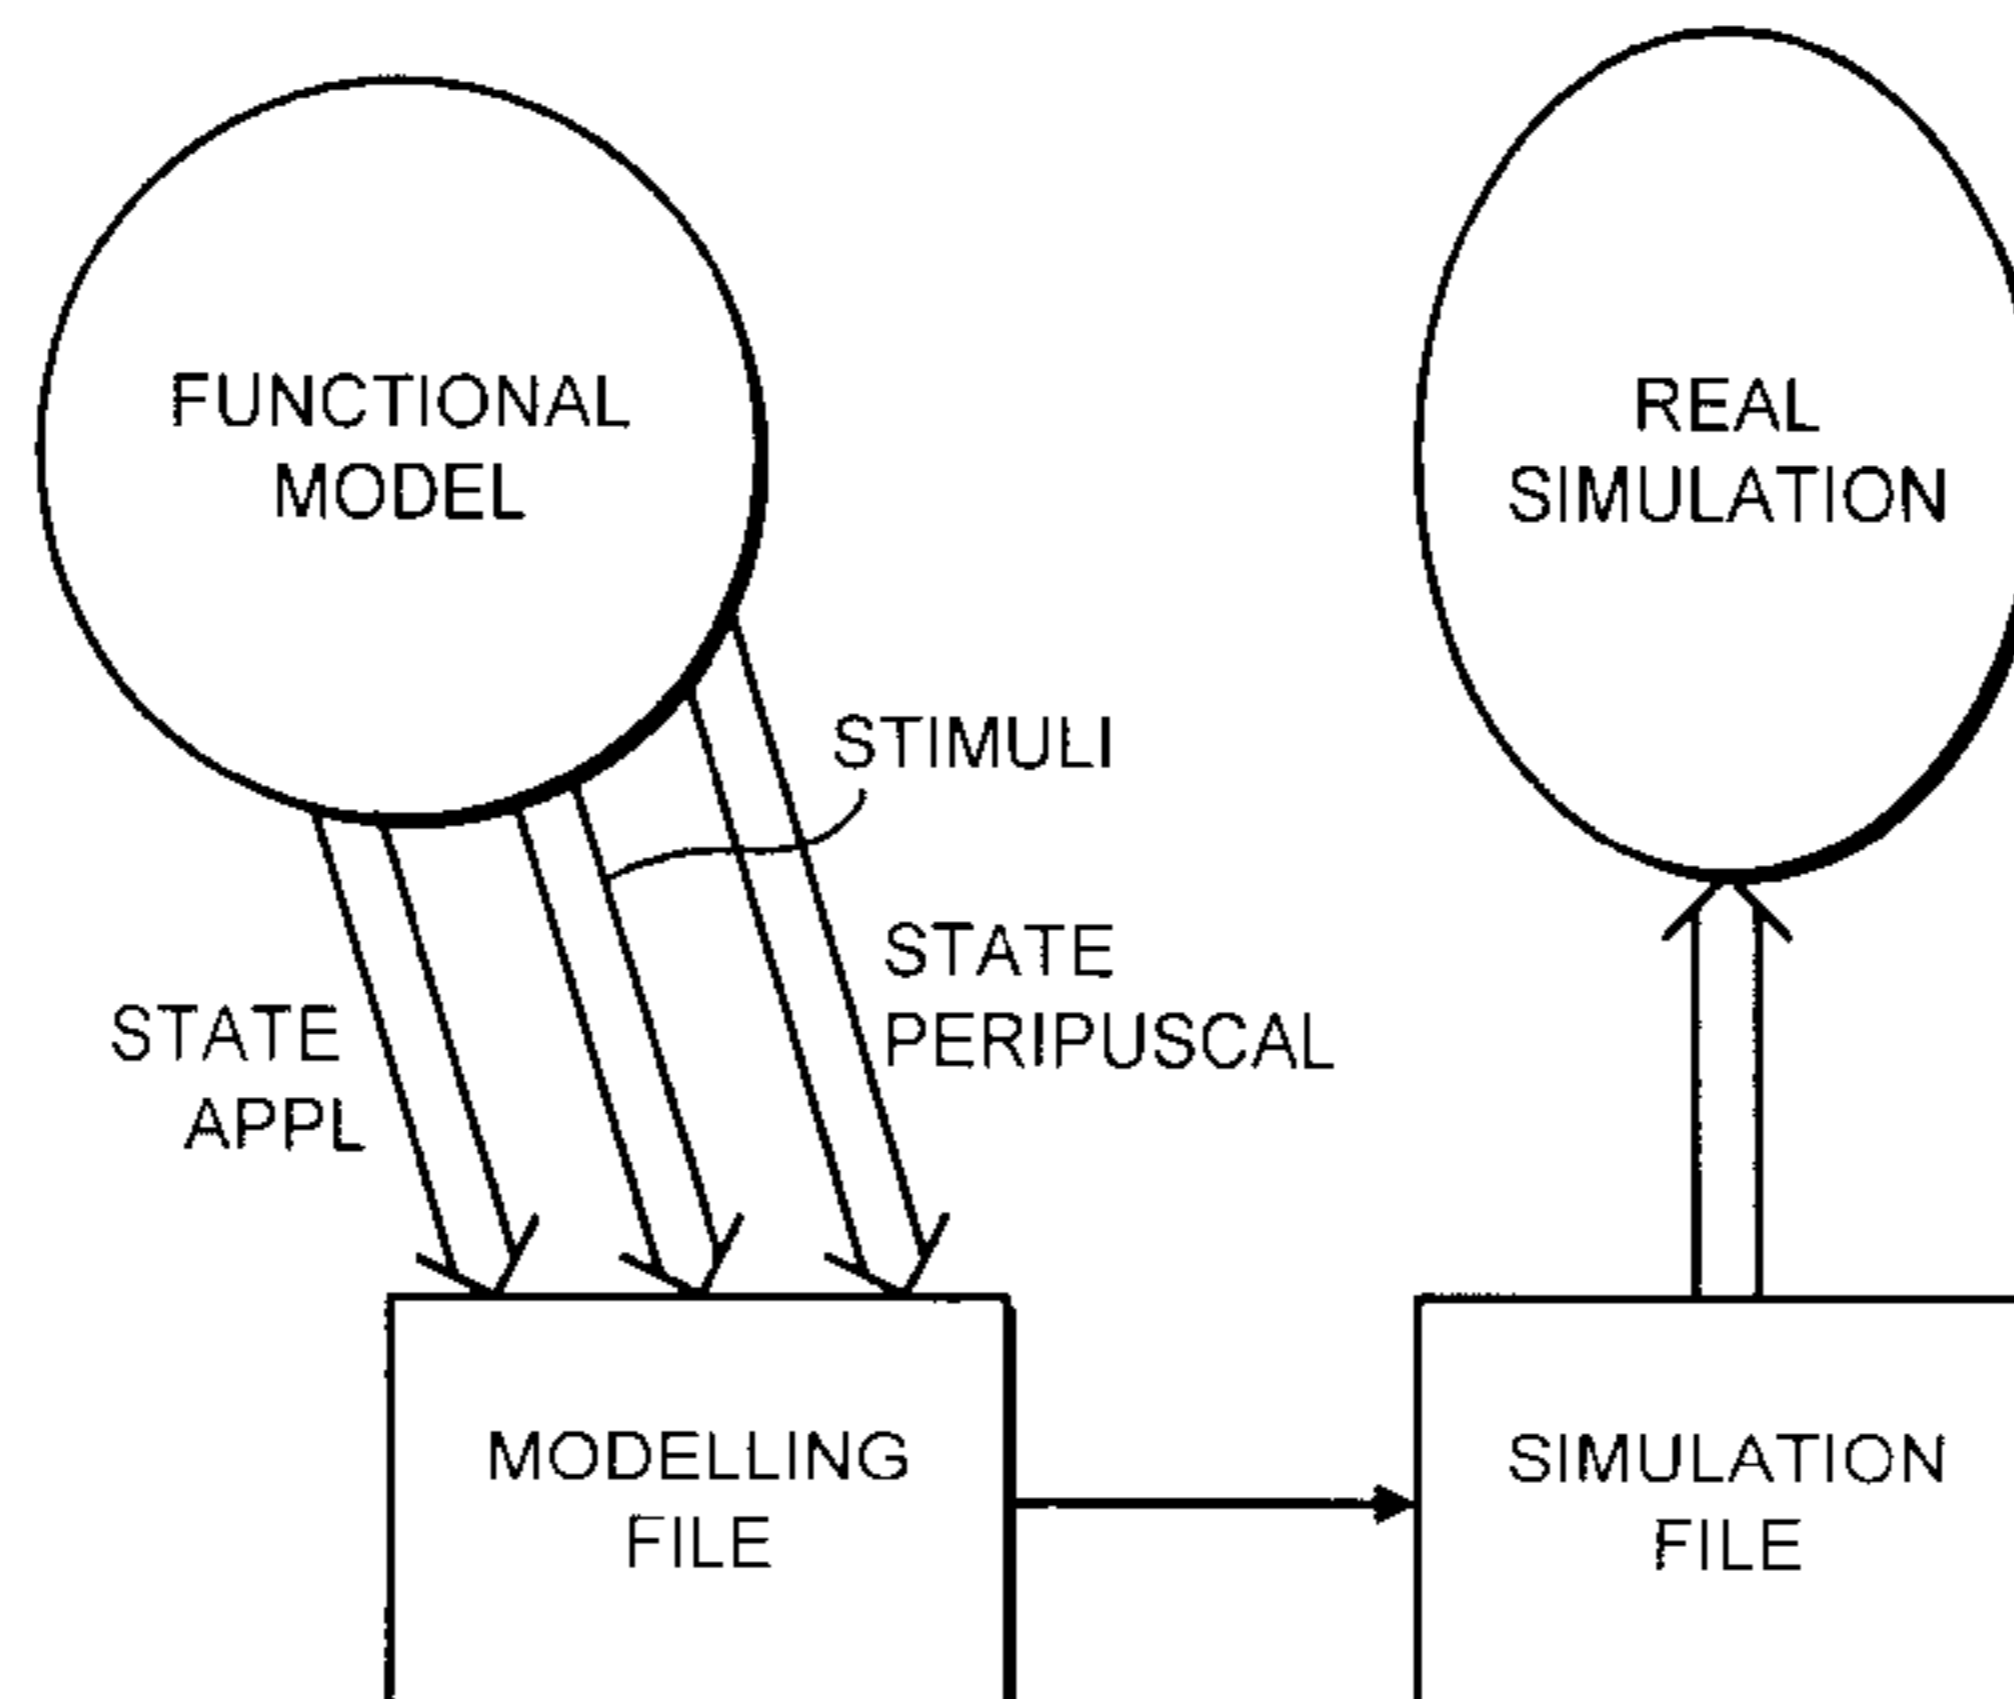 FUNCTIONAL
MODEL
REAL
SIMULATION
STIMULI
STATE
PERIPUSCAL
STATE
APPL
MODELLING
FILE
SIMULATION
FILE